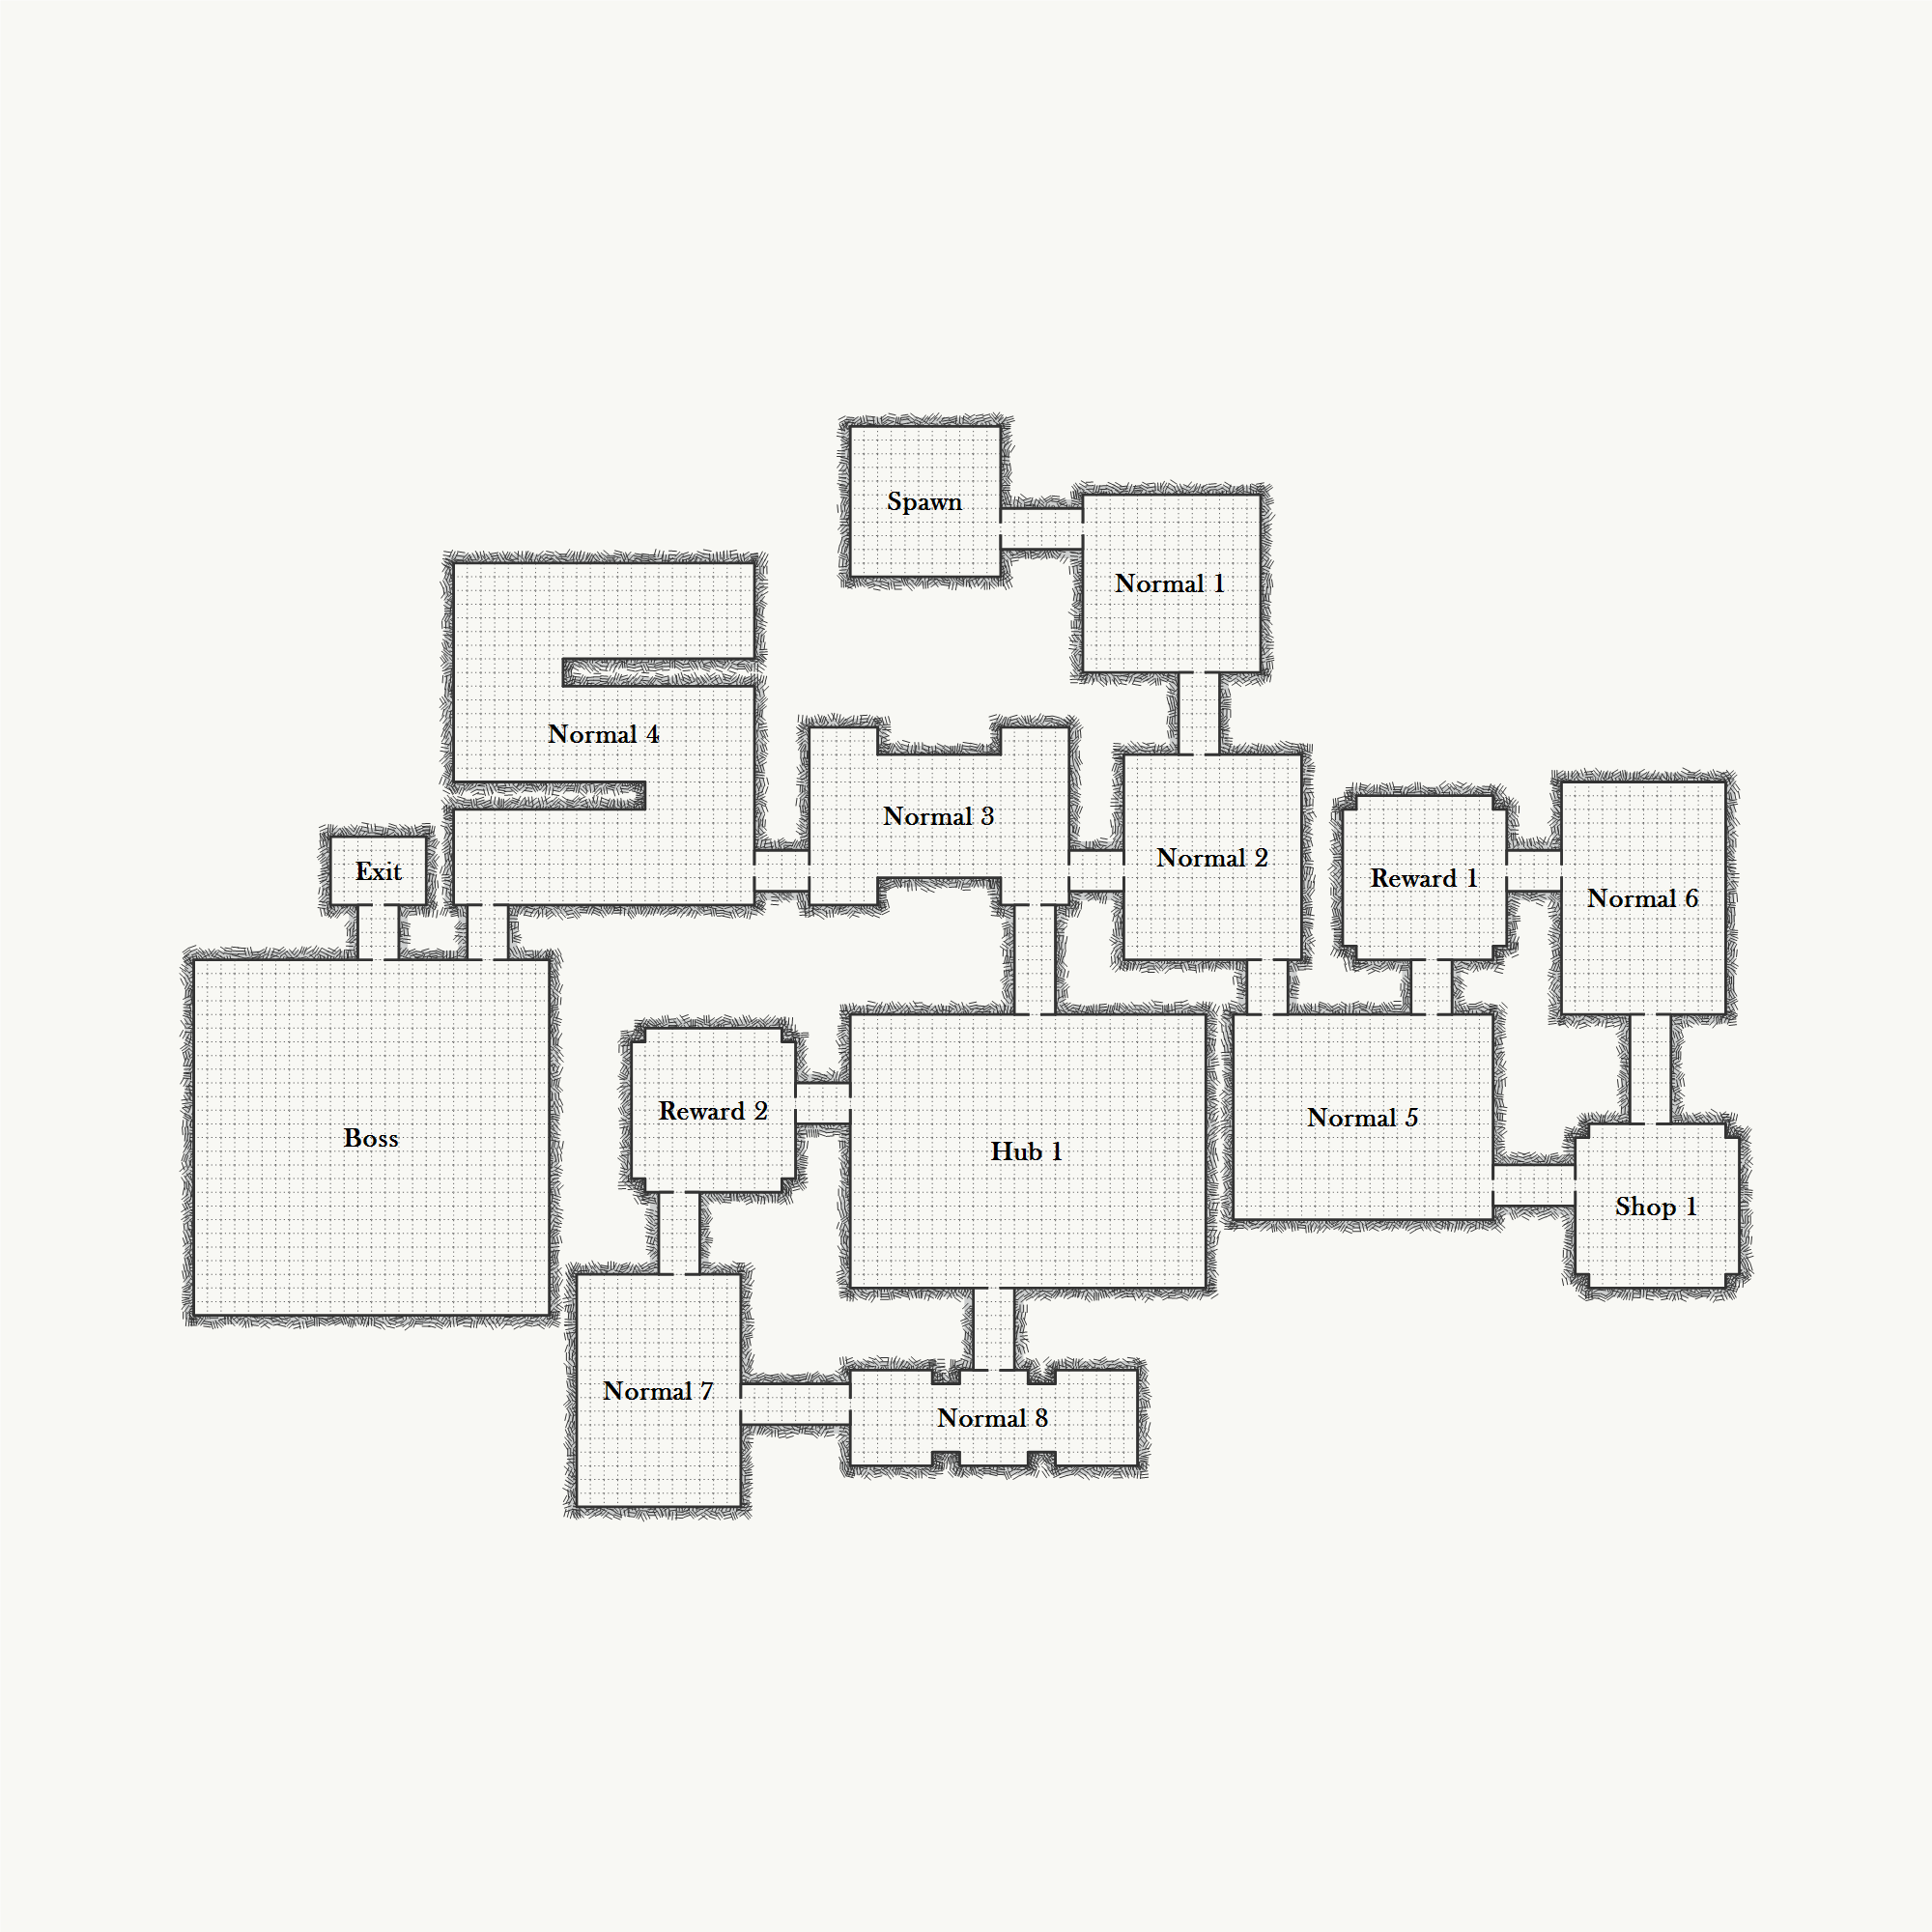 Spawn
Normal 1
Normal 4
Normal 3
Normal 2
Exit
Reward 1
Normal 6
Reward 2
Normal 5
Boss
Hub 1
Shop 1
Normal 7
Normal 8